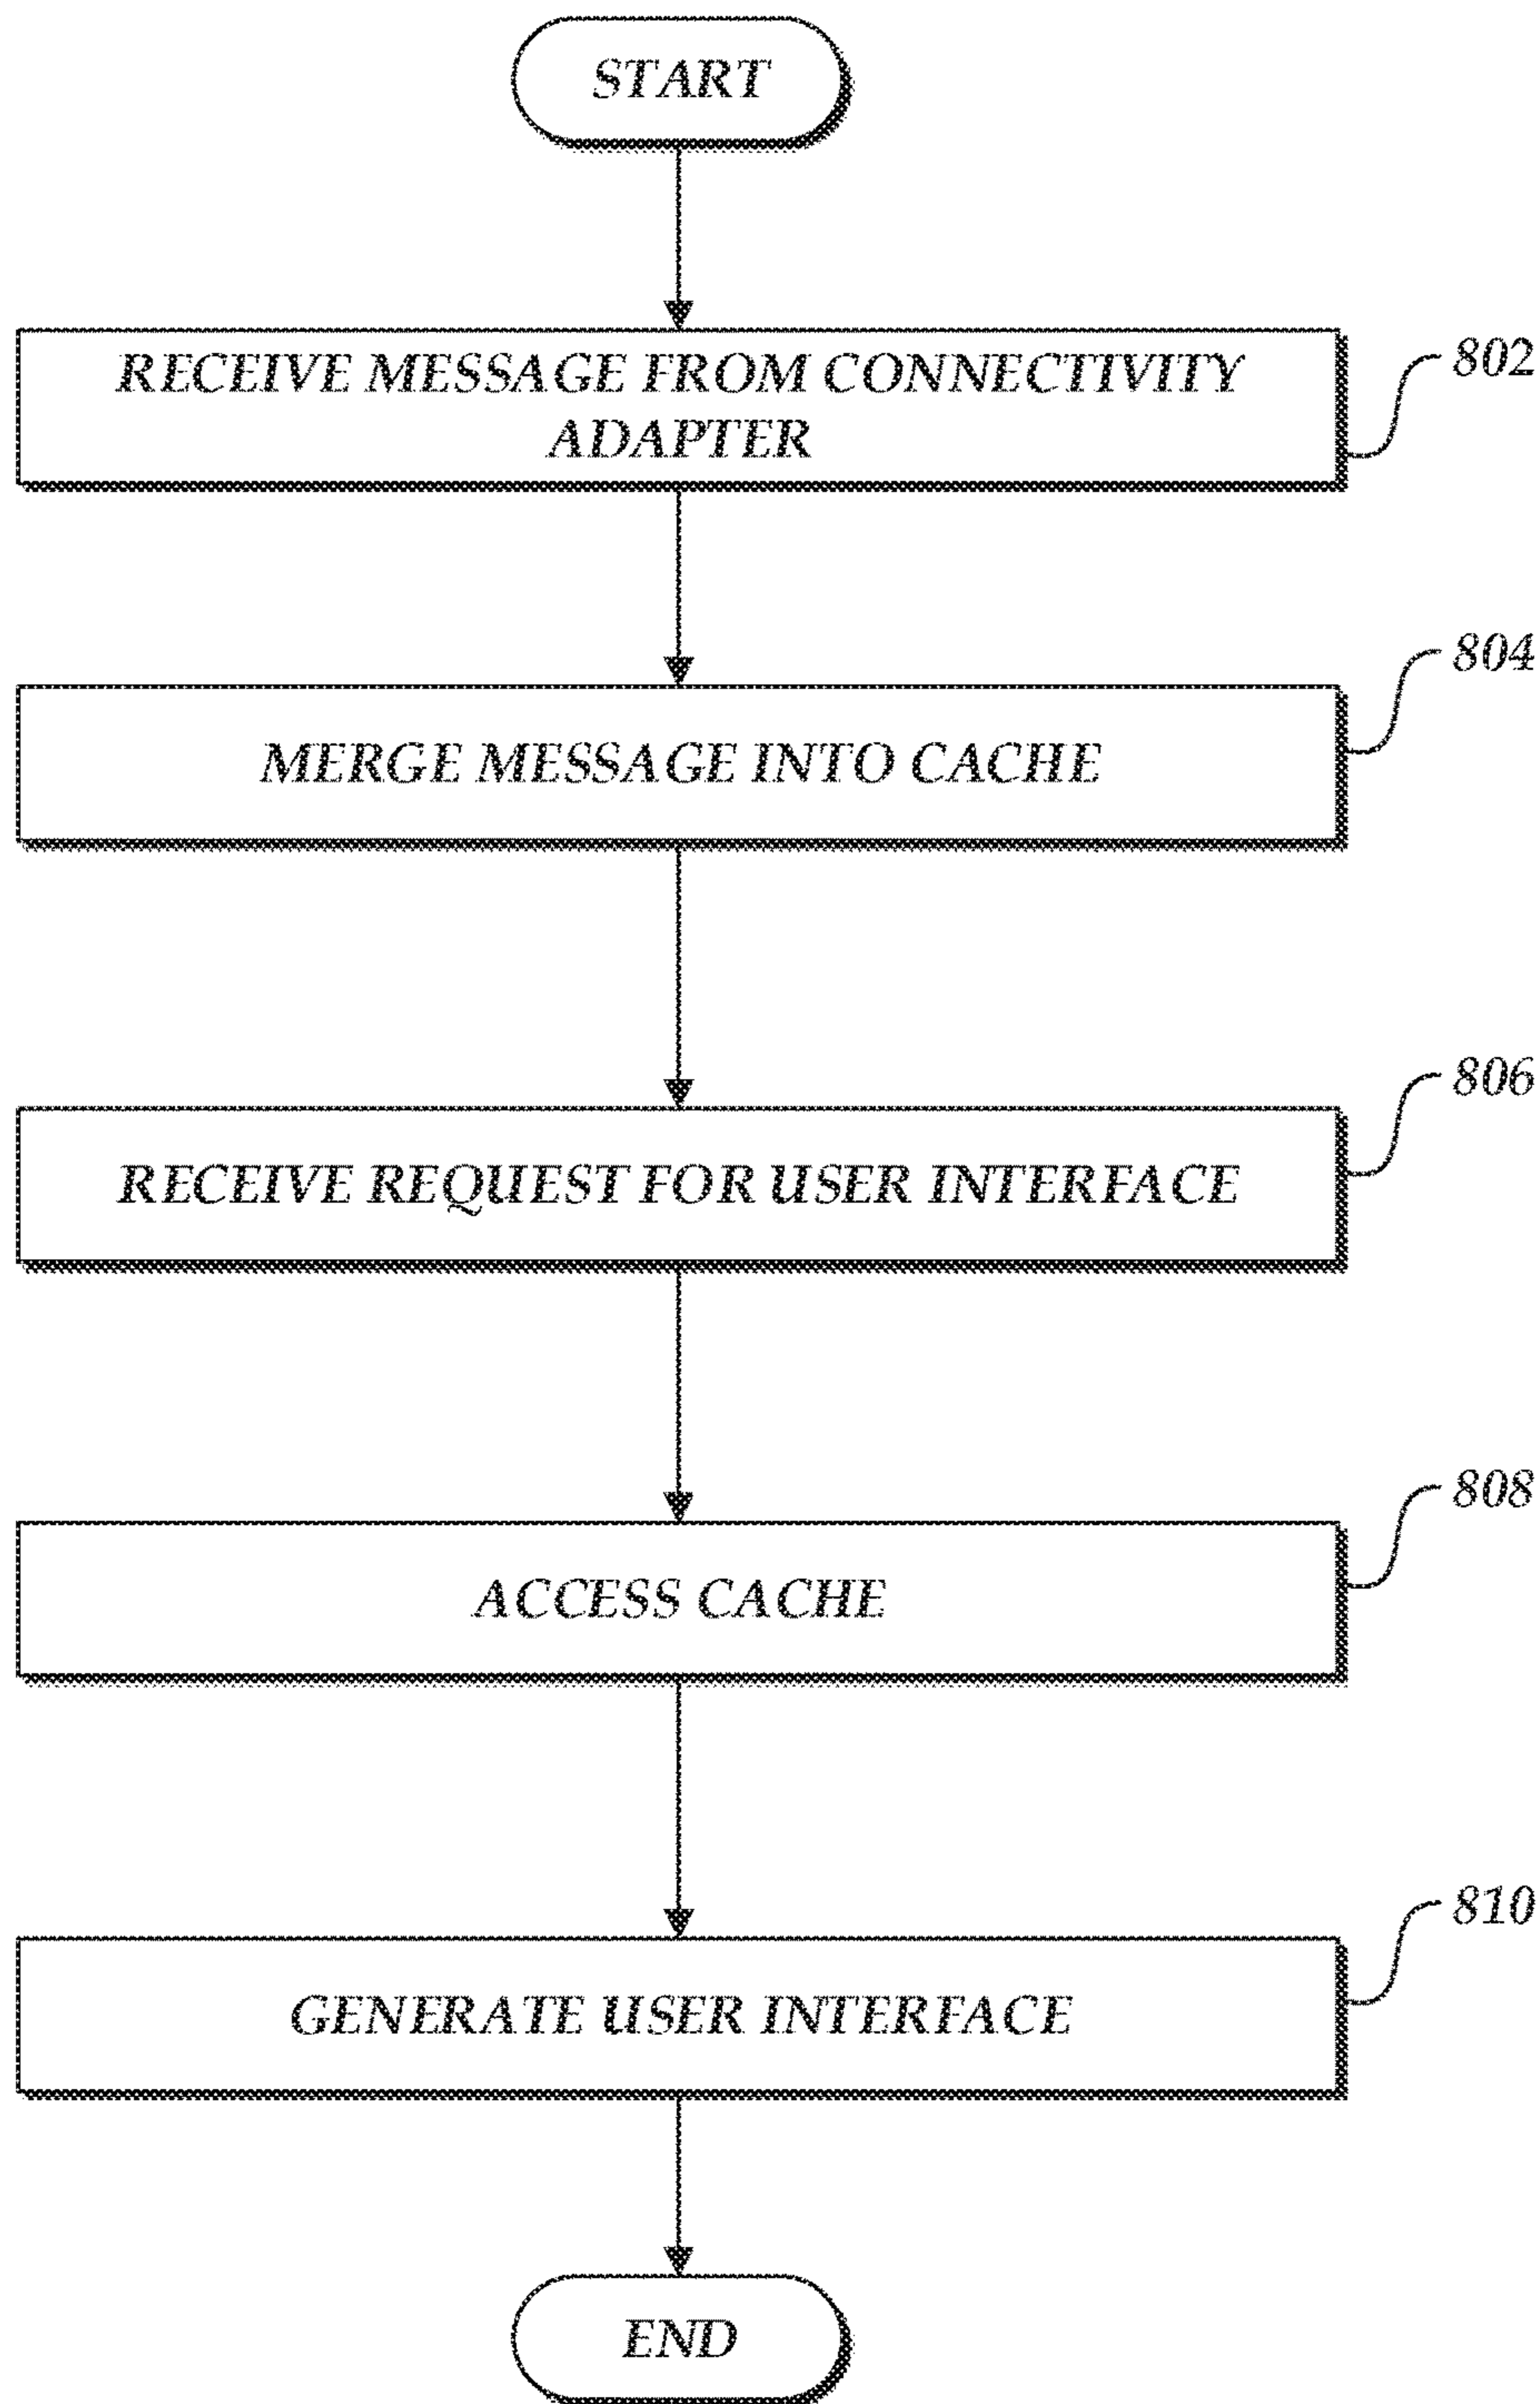 START
RECEIVE MESSAGE FROM CONNECTIVITY
ADAPTER
802
MERGE MESSAGE INTO CACHE
804
RECEIVE REQUEST FOR USER INTERFACE
806
ACCESS CACHE
808
GENERATE USER INTERFACE
810
END